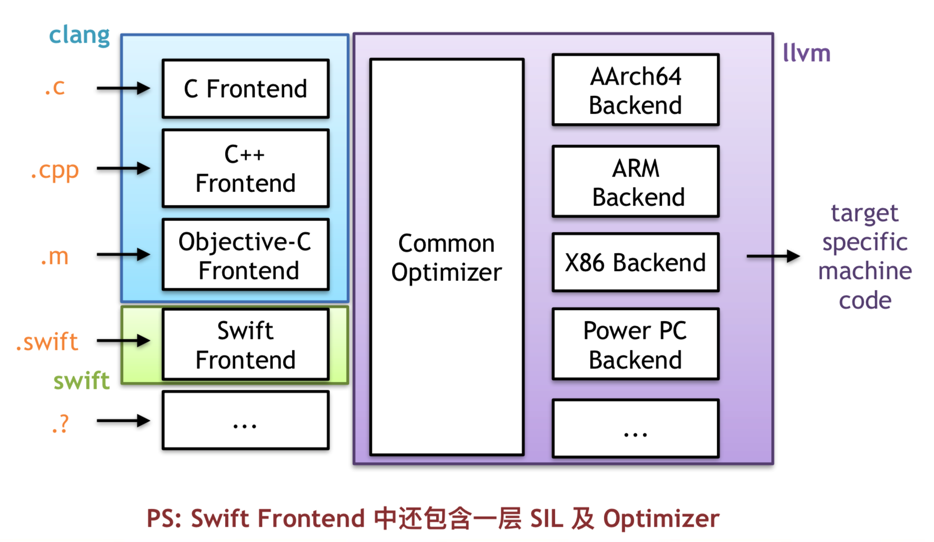 clang
llvm
.c
C Frontend
.cpp
C++
Frontend
.m
Objective-C
Frontend
.swift
Swift
Frontend
swift
.?
...
Common
Optimizer
AArch64
Backend
ARM
Backend
X86 Backend
Power PC
Backend
...
target
specific
machine
code
PS: Swift Frontend 中还包含一层 SIL 及 Optimizer